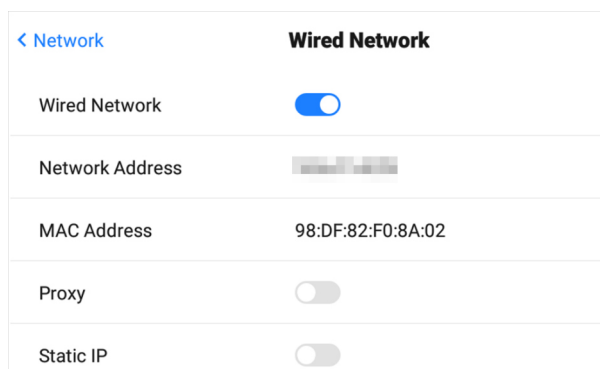 Network
Wired Network
Wired Network
Network Address
MAC Address
98:DF:82:F0:8A:02
Proxy
Static IP